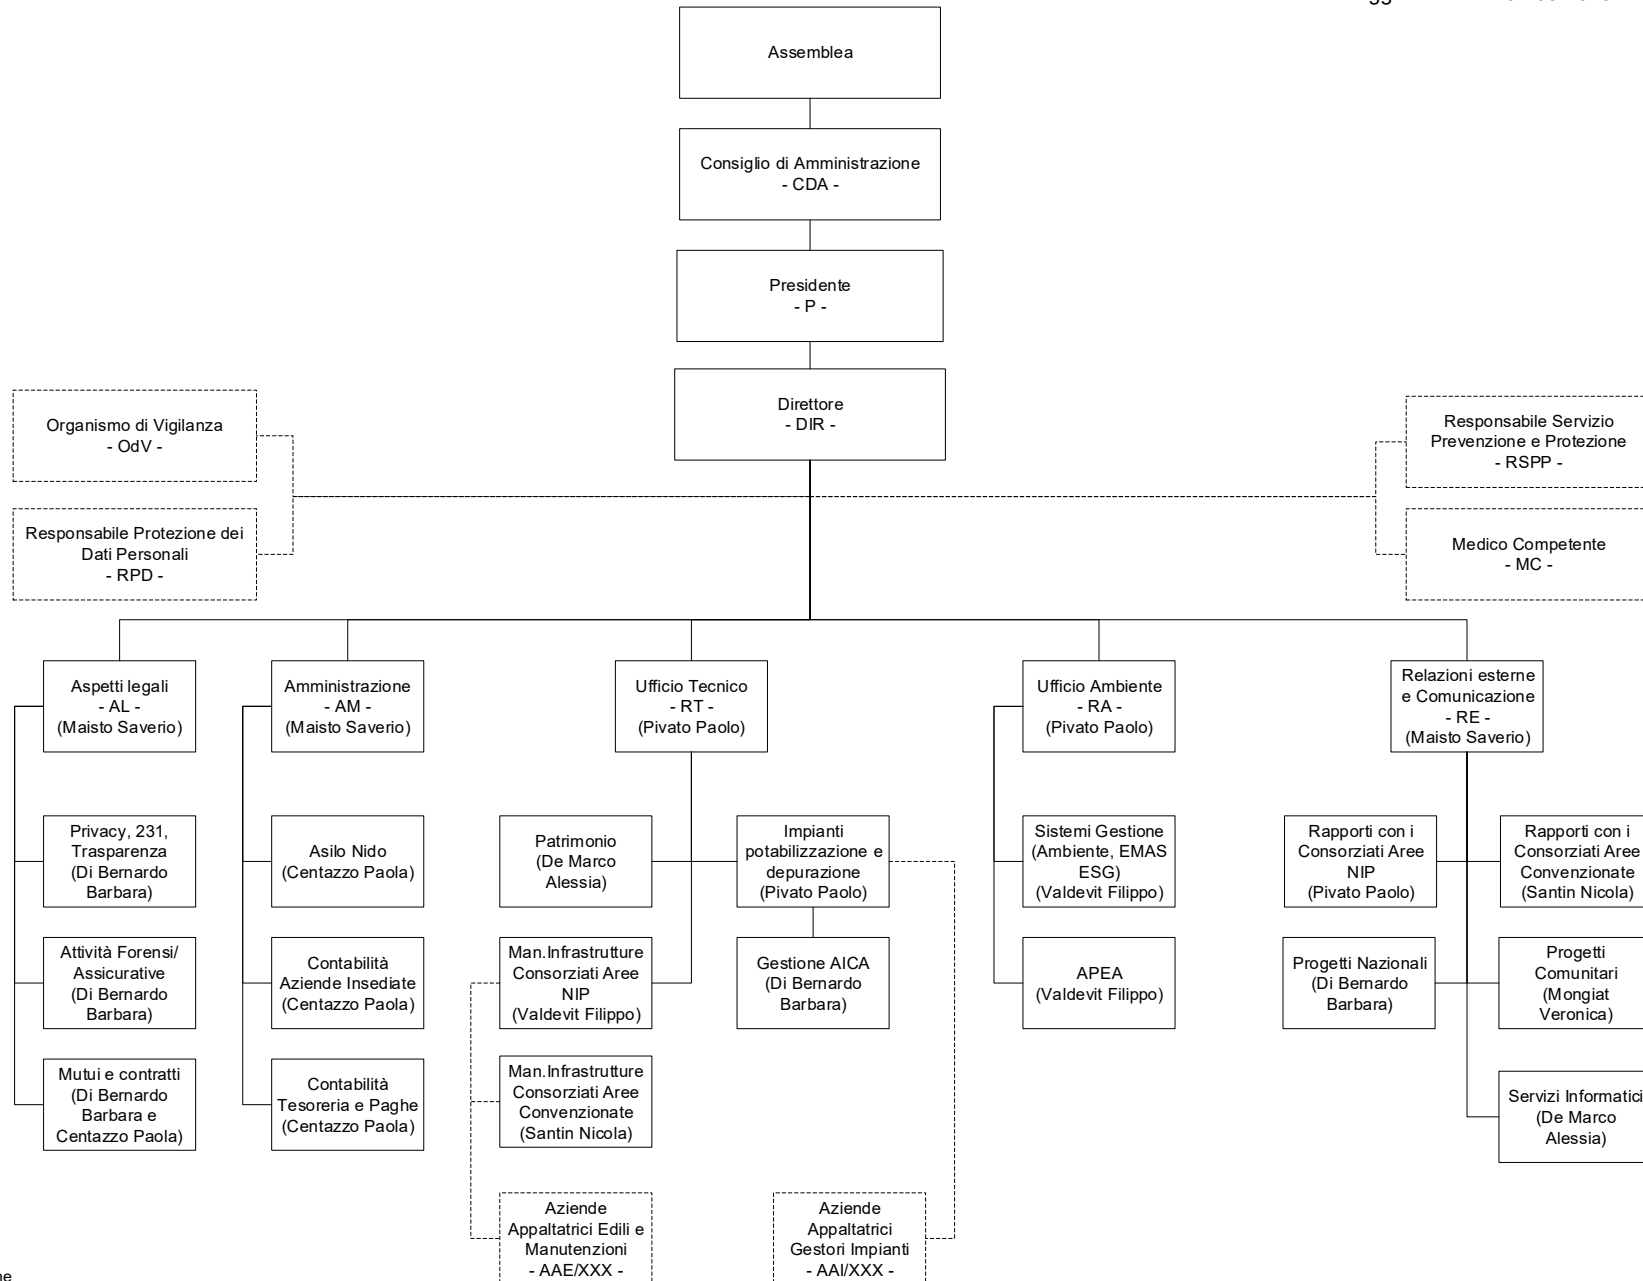 Assemblea
Consiglio di Amministrazione
- CDA -
Presidente
- P -
Direttore
- DIR -
Organismo di Vigilanza
- OdV -
Responsabile Servizio
Prevenzione e Protezione
- RSPP -
Responsabile Protezione dei
Dati Personali
- RPD -
Medico Competente
- MC -
Aspetti legali
- AL -
(Maisto Saverio)
Amministrazione
- AM -
(Maisto Saverio)
Ufficio Tecnico
- RT -
(Pivato Paolo)
Ufficio Ambiente
- RA -
(Pivato Paolo)
Relazioni esterne
e Comunicazione
- RE -
(Maisto Saverio)
Privacy, 231,
Trasparenza
(Di Bernardo
Barbara)
Asilo Nido
(Centazzo Paola)
Patrimonio
(De Marco
Alessia)
Impianti
potabilizzazione e
depurazione
(Pivato Paolo)
Sistemi Gestione
(Ambiente, EMAS
ESG)
(Valdevit Filippo)
Rapporti con i
Consorziati Aree
NIP
(Pivato Paolo)
Rapporti con i
Consorziati Aree
Convenzionate
(Santin Nicola)
Attività Forensi/
Assicurative
(Di Bernardo
Barbara)
Contabilità
Aziende Insediate
(Centazzo Paola)
Man.Infrastrutture
Consorziati Aree
NIP
(Valdevit Filippo)
Gestione AICA
(Di Bernardo
Barbara)
APEA
(Valdevit Filippo)
Progetti Nazionali
(Di Bernardo
Barbara)
Progetti
Comunitari
(Mongiat
Veronica)
Mutui e contratti
(Di Bernardo
Barbara e
Centazzo Paola)
Contabilità
Tesoreria e Paghe
(Centazzo Paola)
Man.Infrastrutture
Consorziati Aree
Convenzionate
(Santin Nicola)
Servizi Informatici
(De Marco
Alessia)
Aziende
Appaltatrici Edili e
Manutenzioni
- AAE/XXX -
Aziende
Appaltatrici
Gestori Impianti
- AAI/XXX -